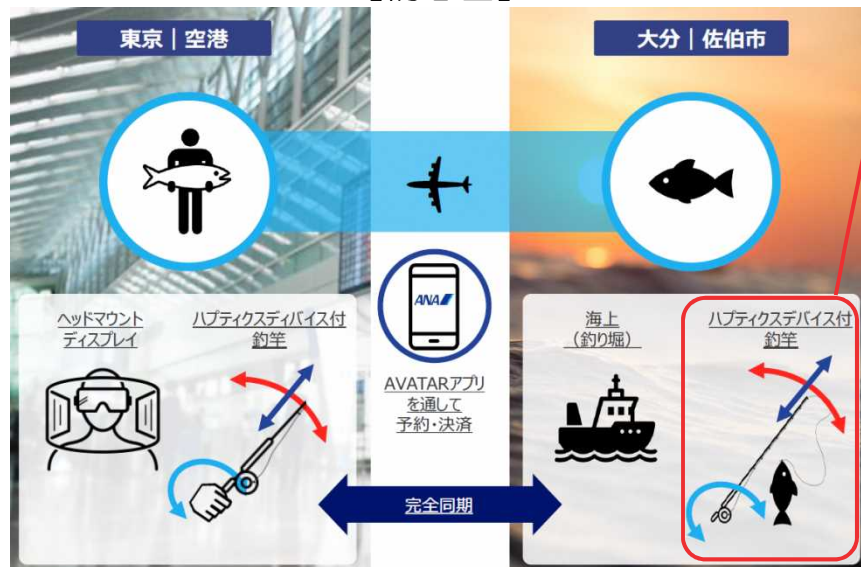 東京｜空港
大分｜佐伯市
ヘッドマウント
ディスプレイ
ハプティクスディバイス付
釣竿
ANA
AVATARアプリ
を通して
予約・決済
海上
（釣り堀）
ハプティクスデバイス付
釣竿
完全同期